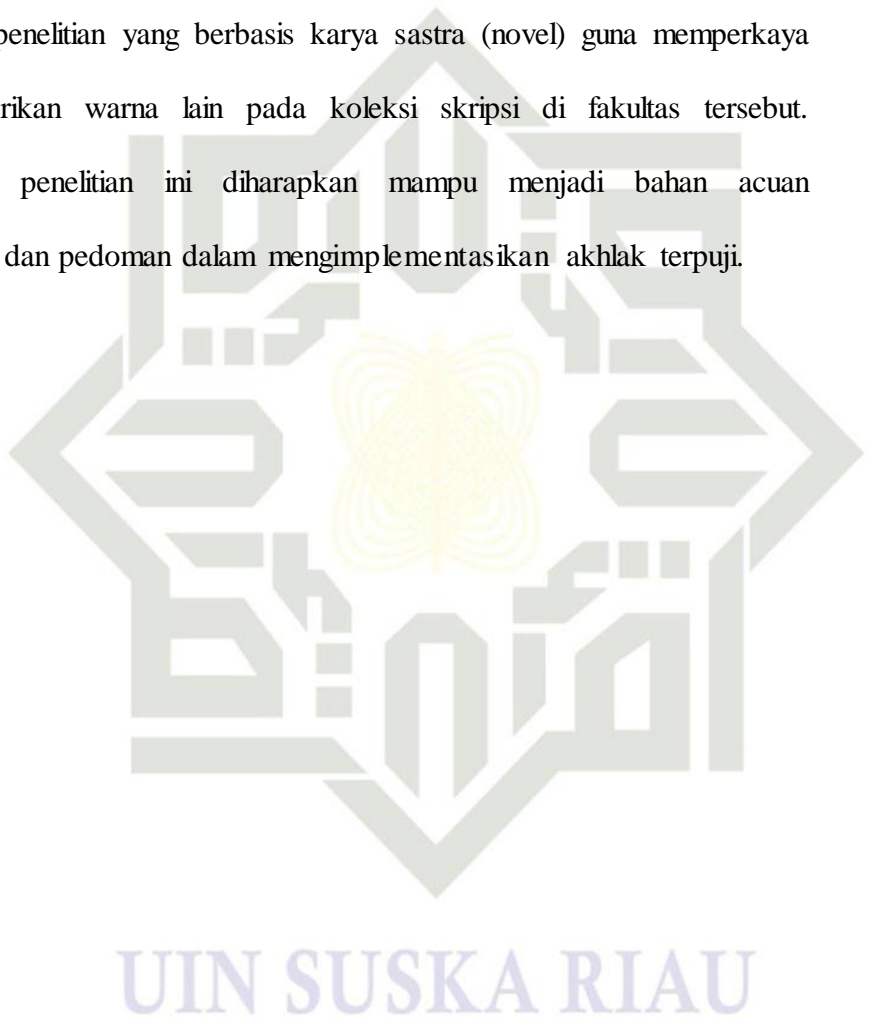 penelitian yang berbasis karya sastra (novel) guna memperkaya
rikan warna lain pada koleksi skripsi di fakultas tersebut.
penelitian ini diharapkan mampu menjadi bahan acuan
dan pedoman dalam mengimplementasikan akhlak terpuji.
UIN SUSKA RIAU